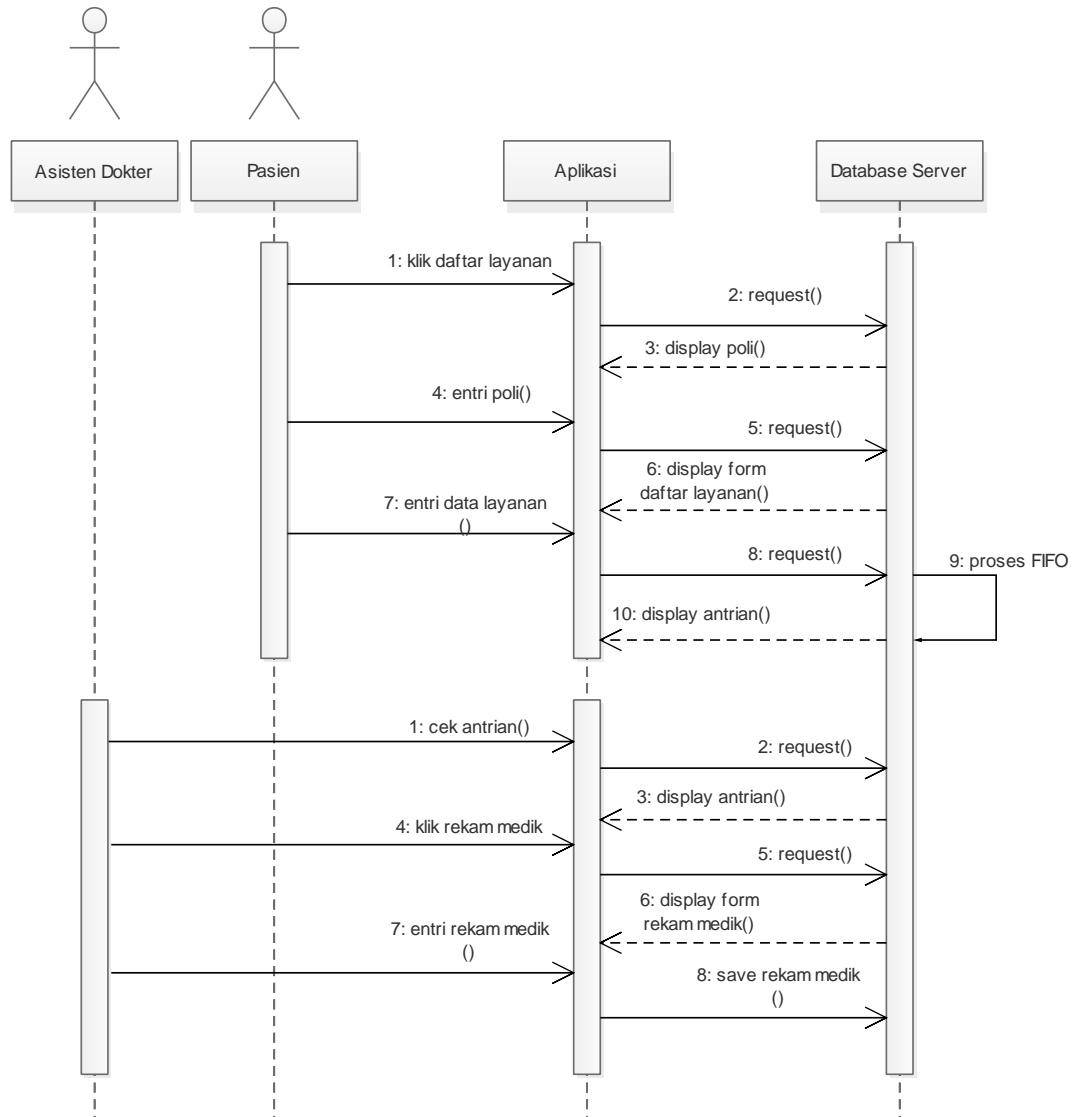 Asisten Dokter
Pasien
Aplikasi
Database Server
1: klik daftar layanan
2: request()
3: display poli()
4: entri poli()
5: request()
6: display form
daftar layanan()
7: entri data layanan
()
8: request()
9: proses FIFO
10: display antrian()
1: cek antrian()
2: request()
3: display antrian()
4: klik rekam medik
5: request()
6: display form
rekam medik()
7: entri rekam medik
()
8: save rekam medik
()